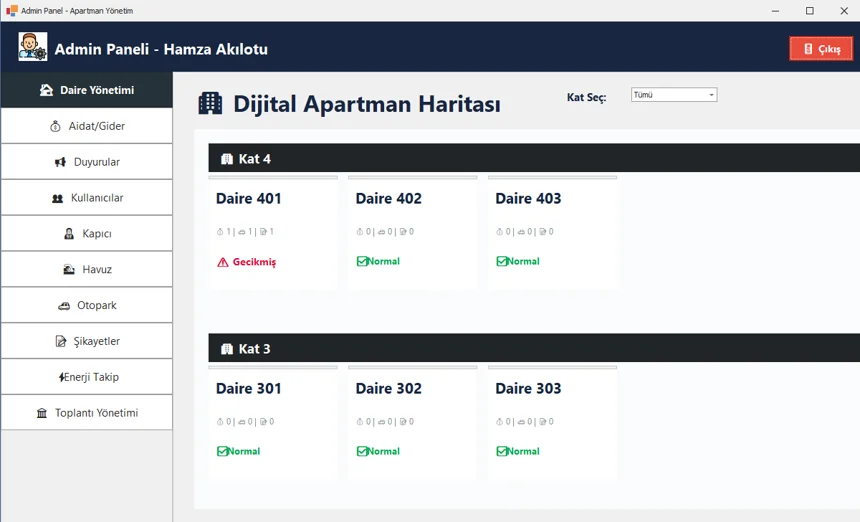 Admin Panel - Apartman Yönetim
Admin Paneli - Hamza Akılotu
Çıkış
Daire Yönetimi
Aidat/Gider
Duyurular
Kullanıcılar
Kapıcı
Havuz
Otopark
Şikayetler
Enerji Takip
Toplantı Yönetimi
Dijital Apartman Haritası
Kat Seç:
Tümü
Kat 4
Daire 401
1 | 1 | 1
Gecikmiş
Daire 402
0 | 0 | 0
Normal
Daire 403
0 | 0 | 0
Normal
Kat 3
Daire 301
0 | 0 | 0
Normal
Daire 302
0 | 0 | 0
Normal
Daire 303
0 | 0 | 0
Normal